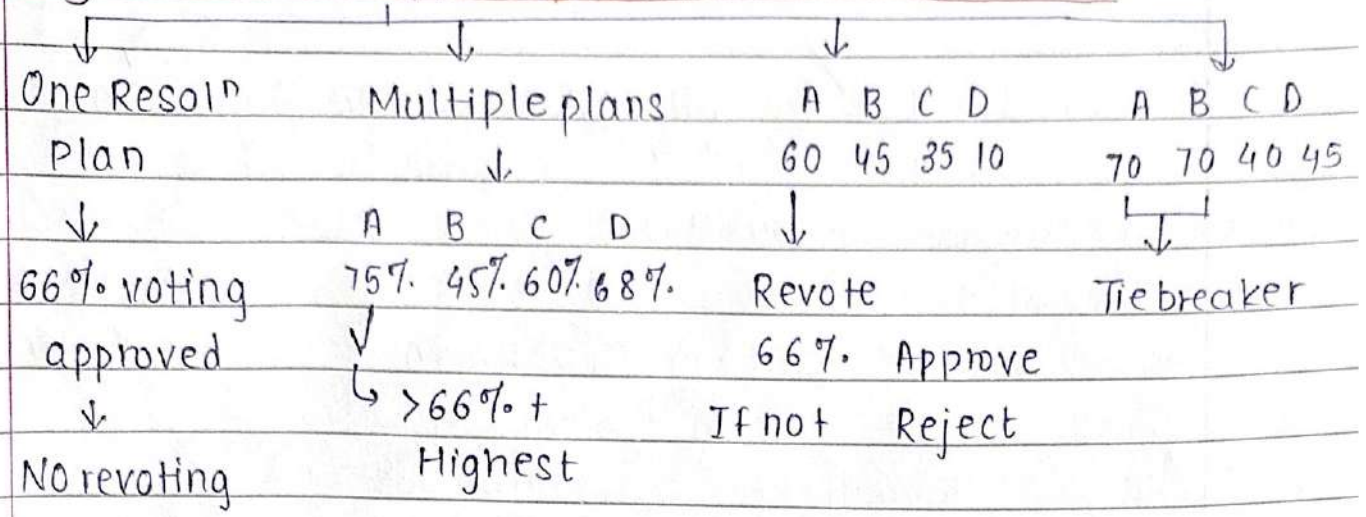 One Resolⁿ Multiple plans A B C D A B C D
Plan 60 45 35 10 70 70 40 45
A B C D
66% voting 75% 45% 60% 68% Revote Tiebreaker
approved 66% Approve
>66% + If not Reject
No revoting Highest